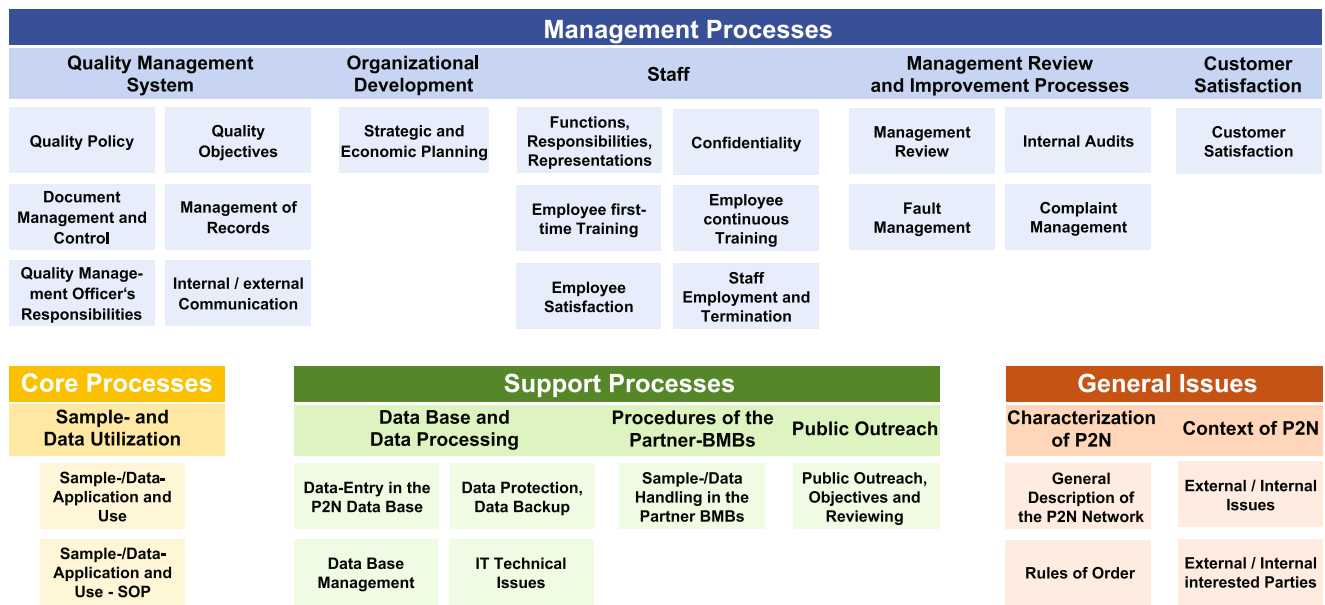 Management Processes
Quality Management
System
Organizational
Development
Staff
Management Review
and Improvement Processes
Customer
Satisfaction
Quality Policy
Quality
Objectives
Strategic and
Economic Planning
Functions,
Responsibilities,
Representations
Confidentiality
Management
Review
Internal Audits
Customer
Satisfaction
Document
Management and
Control
Management of
Records
Employee first-
time Training
Employee
continuous
Training
Fault
Management
Complaint
Management
Quality Manage-
ment Officer‘s
Responsibilities
Internal / external
Communication
Employee
Satisfaction
Staff
Employment and
Termination
Core Processes
Sample- and
Data Utilization
Sample-/Data-
Application and
Use
Sample-/Data-
Application and
Use - SOP
Support Processes
Data Base and
Data Processing
Procedures of the
Partner-BMBs
Public Outreach
Data-Entry in the
P2N Data Base
Data Protection,
Data Backup
Sample-/Data
Handling in the
Partner BMBs
Public Outreach,
Objectives and
Reviewing
Data Base
Management
IT Technical
Issues
General Issues
Characterization
of P2N
Context of P2N
General
Description of
the P2N Network
External / Internal
Issues
Rules of Order
External / Internal
interested Parties